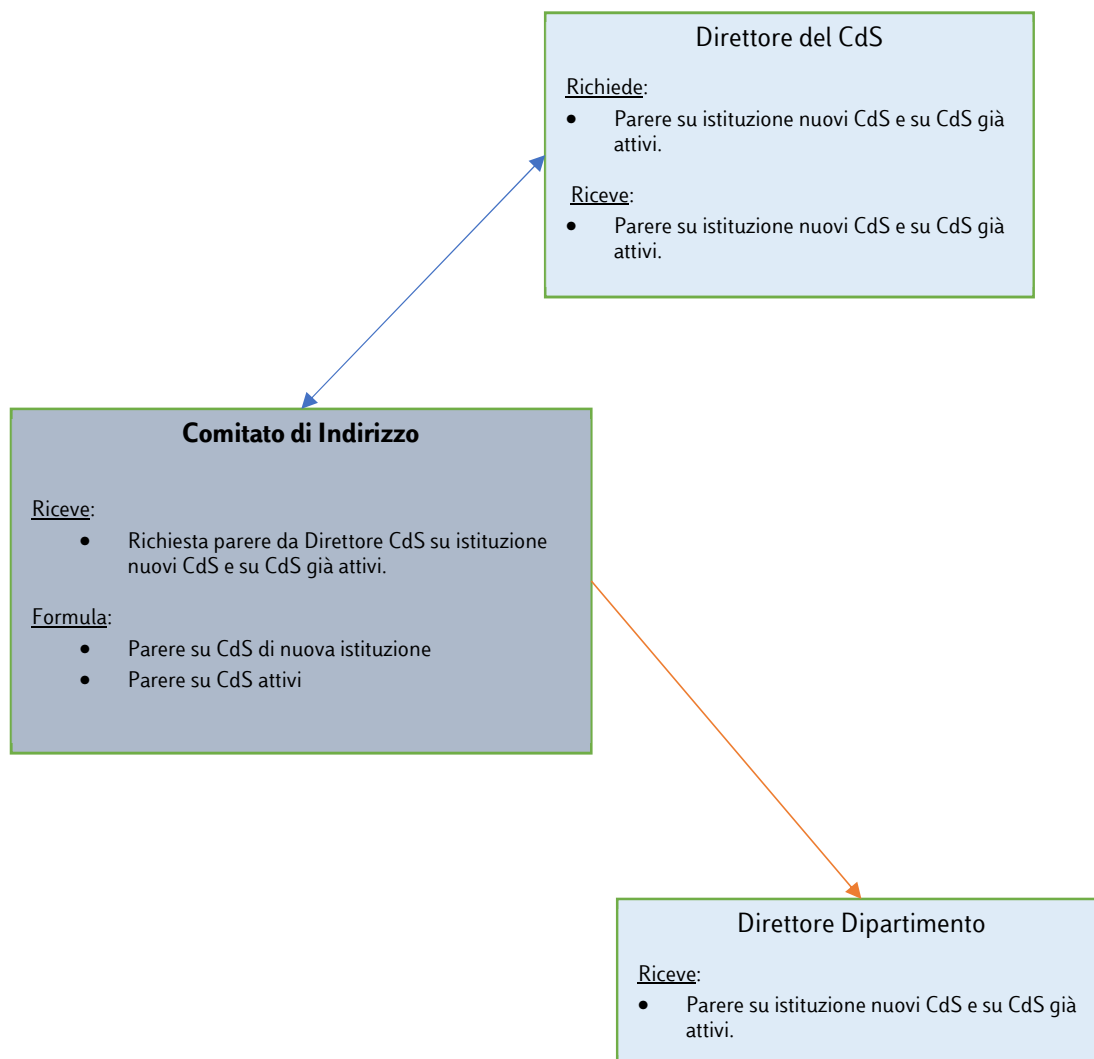 Direttore del CdS
Richiede:
• Parere su istituzione nuovi CdS e su CdS già
attivi.
Riceve:
• Parere su istituzione nuovi CdS e su CdS già
attivi.
Comitato di Indirizzo
Riceve:
• Richiesta parere da Direttore CdS su istituzione
nuovi CdS e su CdS già attivi.
Formula:
• Parere su CdS di nuova istituzione
• Parere su CdS attivi
Direttore Dipartimento
Riceve:
• Parere su istituzione nuovi CdS e su CdS già
attivi.